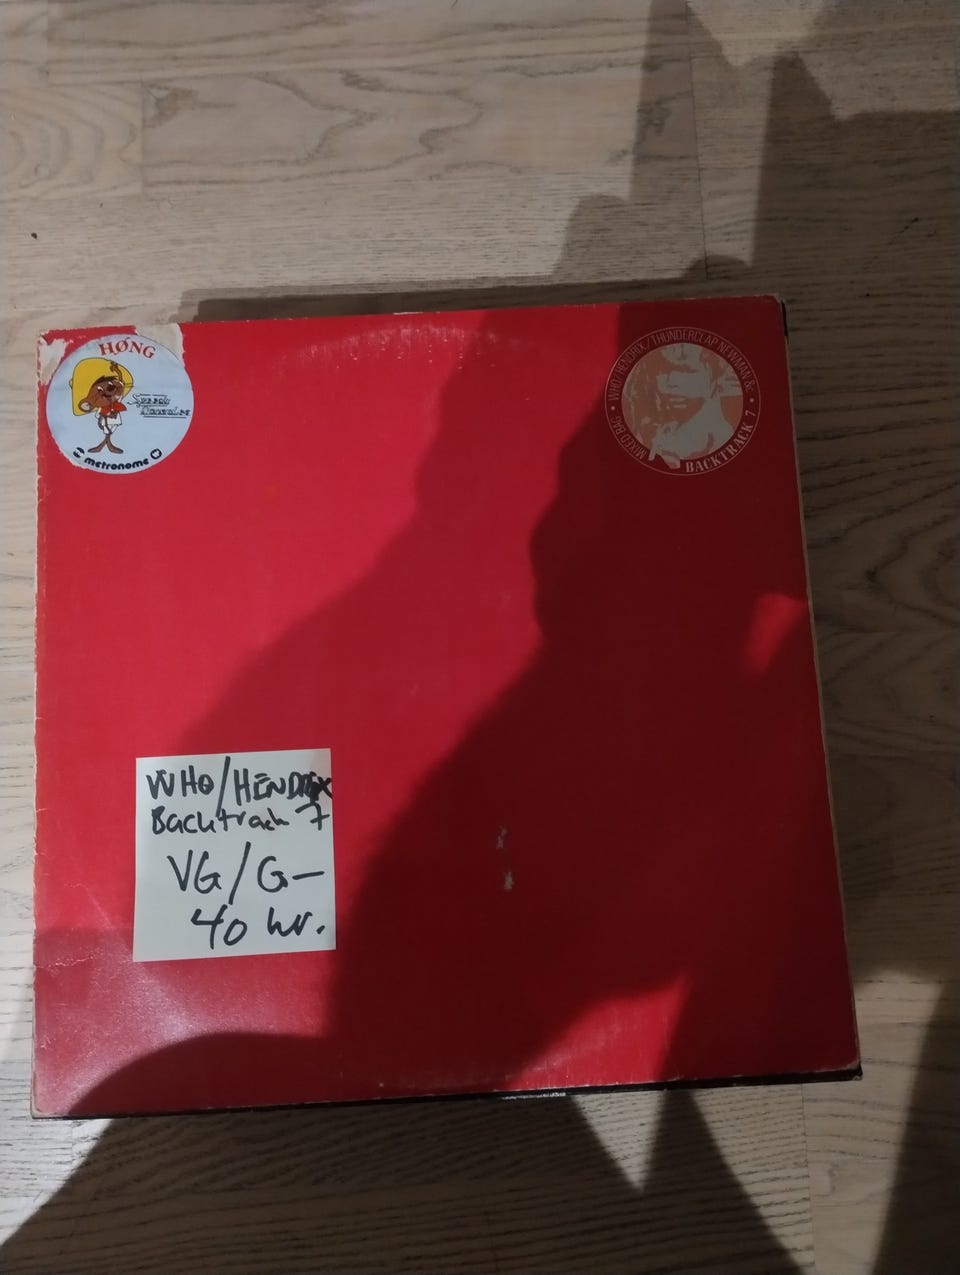 HØNG
Speedy
Gonzales
metronome
MIXED BAG • WHO/HENDRIX/THUNDERCLAP NEWMAN &c •
BACKTRACK 7
WHO/HENDRIX
Backtrack 7
VG/G-
40 kr.